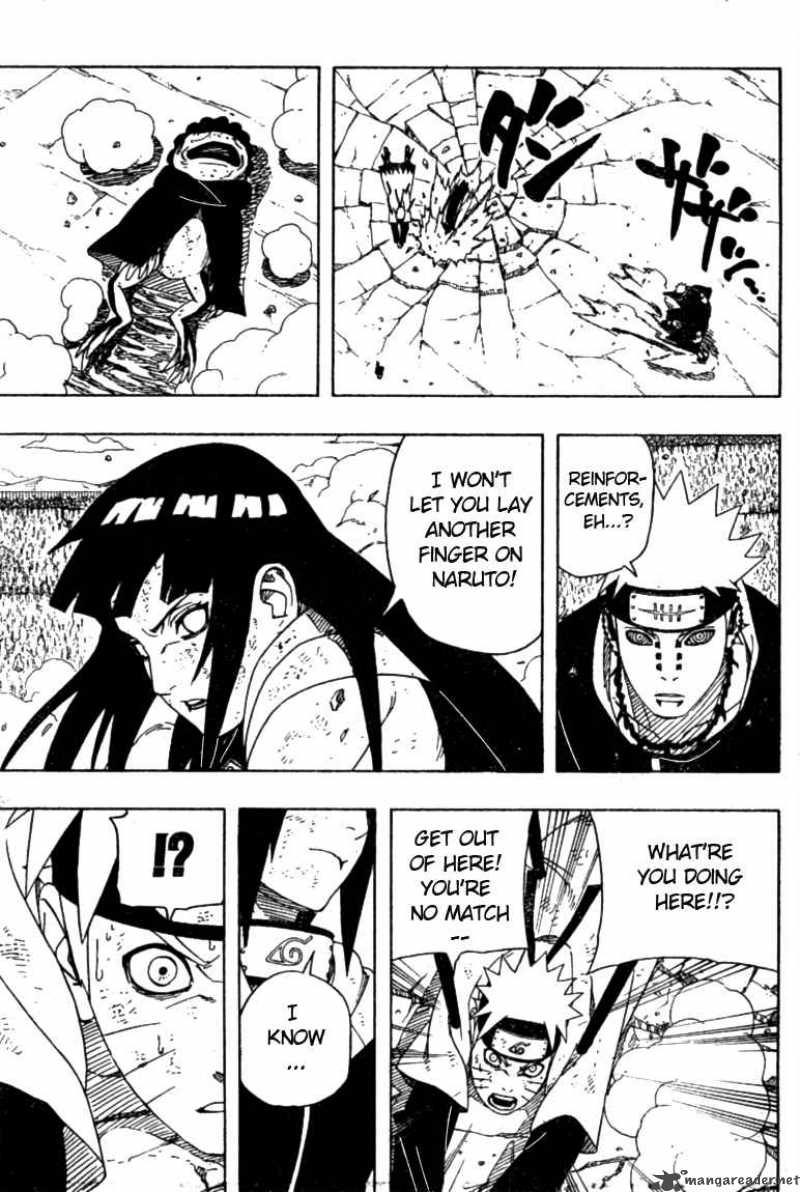 ダン
ザザザッ
REINFOR-
CEMENTS,
EH...?
I WON'T
LET YOU LAY
ANOTHER
FINGER ON
NARUTO!
WHAT'RE
YOU DOING
HERE!!?
GET OUT
OF HERE!
YOU'RE
NO MATCH
--
I
KNOW
...
!?
mangareader.net